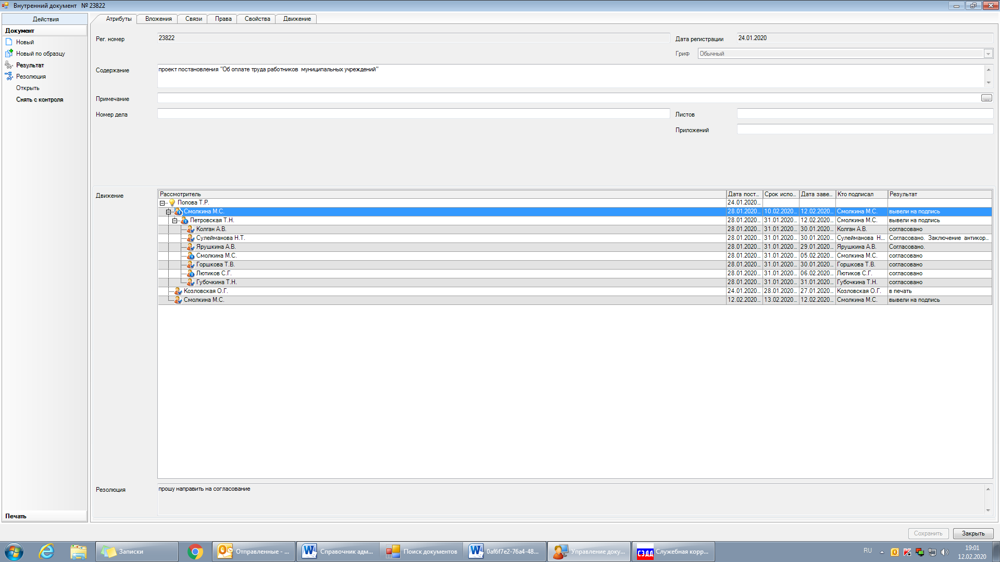 Внутренний документ № 23822
Действия
Документ
Новый
Новый по образцу
Результат
Резолюция
Открыть
Снять с контроля
Печать
Атрибуты Вложения Связи Права Свойства Движение
Рег. номер 23822 Дата регистрации 24.01.2020
Гриф Обычный
Содержание проект постановления "Об оплате труда работников муниципальных учреждений"
Примечание ...
Номер дела Листов
Приложений
Движение
Рассмотритель Дата пост... Срок испо... Дата заве... Кто подписал Результат
Попова Т.Р. 24.01.2020...
Смолкина М.С. 28.01.2020... 10.02.2020... 12.02.2020... Смолкина М.С. вывели на подпись
Петровская Т.Н. 28.01.2020... 31.01.2020... 12.02.2020... Смолкина М.С. вывели на подпись
Колган А.В. 28.01.2020... 31.01.2020... 30.01.2020... Колган А.В. согласовано
Сулейманова Н.Т. 28.01.2020... 31.01.2020... 30.01.2020... Сулейманова Н.... Согласовано. Заключение антикор...
Ярушкина А.В. 28.01.2020... 31.01.2020... 29.01.2020... Ярушкина А.В. Согласовано.
Смолкина М.С. 28.01.2020... 31.01.2020... 05.02.2020... Смолкина М.С. согласовано
Горшкова Т.В. 28.01.2020... 31.01.2020... 30.01.2020... Горшкова Т.В. согласовано
Лютиков С.Г. 28.01.2020... 31.01.2020... 06.02.2020... Лютиков С.Г. согласовано
Губочкина Т.Н. 28.01.2020... 31.01.2020... 31.01.2020... Губочкина Т.Н. согласовано
Козловская О.Г. 24.01.2020... 28.01.2020... 27.01.2020... Козловская О.Г. в печать
Смолкина М.С. 12.02.2020... 13.02.2020... 12.02.2020... Смолкина М.С. вывели на подпись
Резолюция прошу направить на согласование
Сохранить Закрыть
Записки Отправленные - ... Справочник адм... Поиск документов 0af6f7e2-76a4-48... Управление доку... СЭДД Служебная корр... RU 19:01
12.02.2020